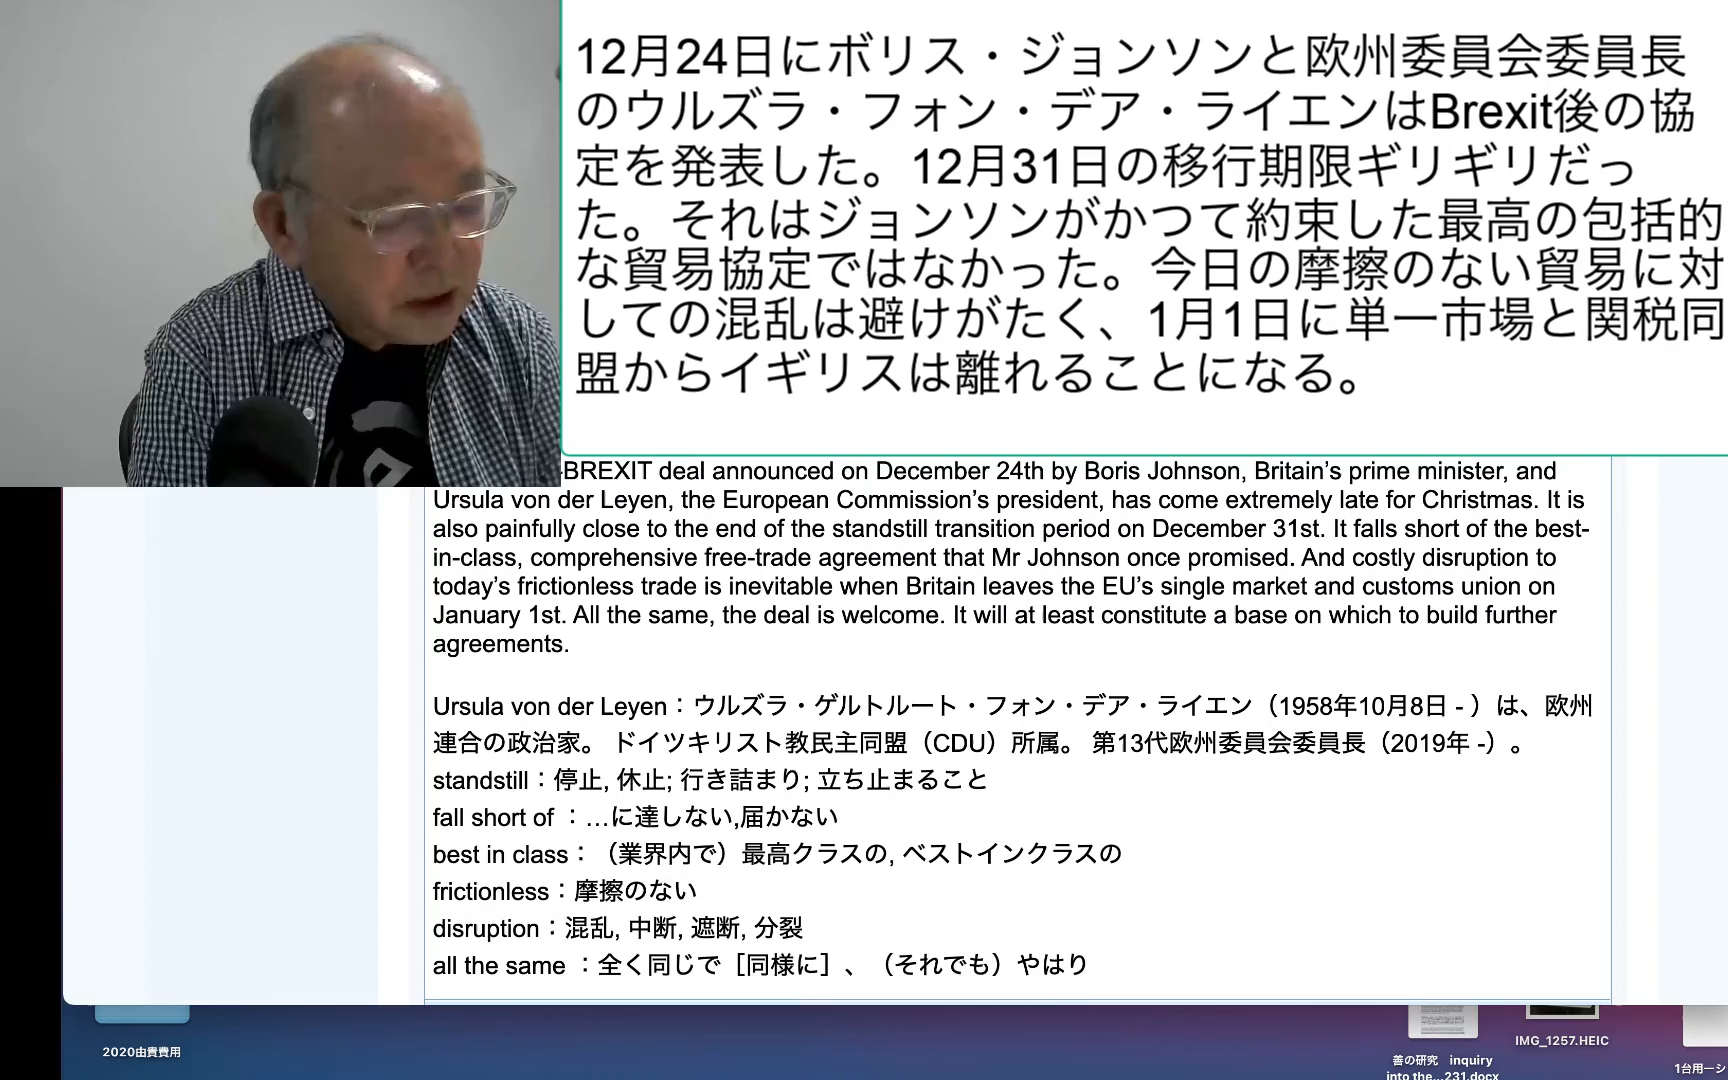 12月24日にボリス・ジョンソンと欧州委員会委員長
のウルズラ・フォン・デア・ライエンはBrexit後の協
定を発表した。12月31日の移行期限ギリギリだっ
た。それはジョンソンがかつて約束した最高の包括的
な貿易協定ではなかった。今日の摩擦のない貿易に対
しての混乱は避けがたく、1月1日に単一市場と関税同
盟からイギリスは離れることになる。
-BREXIT deal announced on December 24th by Boris Johnson, Britain’s prime minister, and
Ursula von der Leyen, the European Commission’s president, has come extremely late for Christmas. It is
also painfully close to the end of the standstill transition period on December 31st. It falls short of the best-
in-class, comprehensive free-trade agreement that Mr Johnson once promised. And costly disruption to
today’s frictionless trade is inevitable when Britain leaves the EU’s single market and customs union on
January 1st. All the same, the deal is welcome. It will at least constitute a base on which to build further
agreements.
Ursula von der Leyen：ウルズラ・ゲルトルート・フォン・デア・ライエン（1958年10月8日 - ）は、欧州
連合の政治家。 ドイツキリスト教民主同盟（CDU）所属。 第13代欧州委員会委員長（2019年 -）。
standstill：停止, 休止; 行き詰まり; 立ち止まること
fall short of ：…に達しない,届かない
best in class：（業界内で）最高クラスの, ベストインクラスの
frictionless：摩擦のない
disruption：混乱, 中断, 遮断, 分裂
all the same ：全く同じで［同様に］、（それでも）やはり
2020由貴費用
善の研究　inquiry
into the...231.docx
IMG_1257.HEIC
1台用ーシ